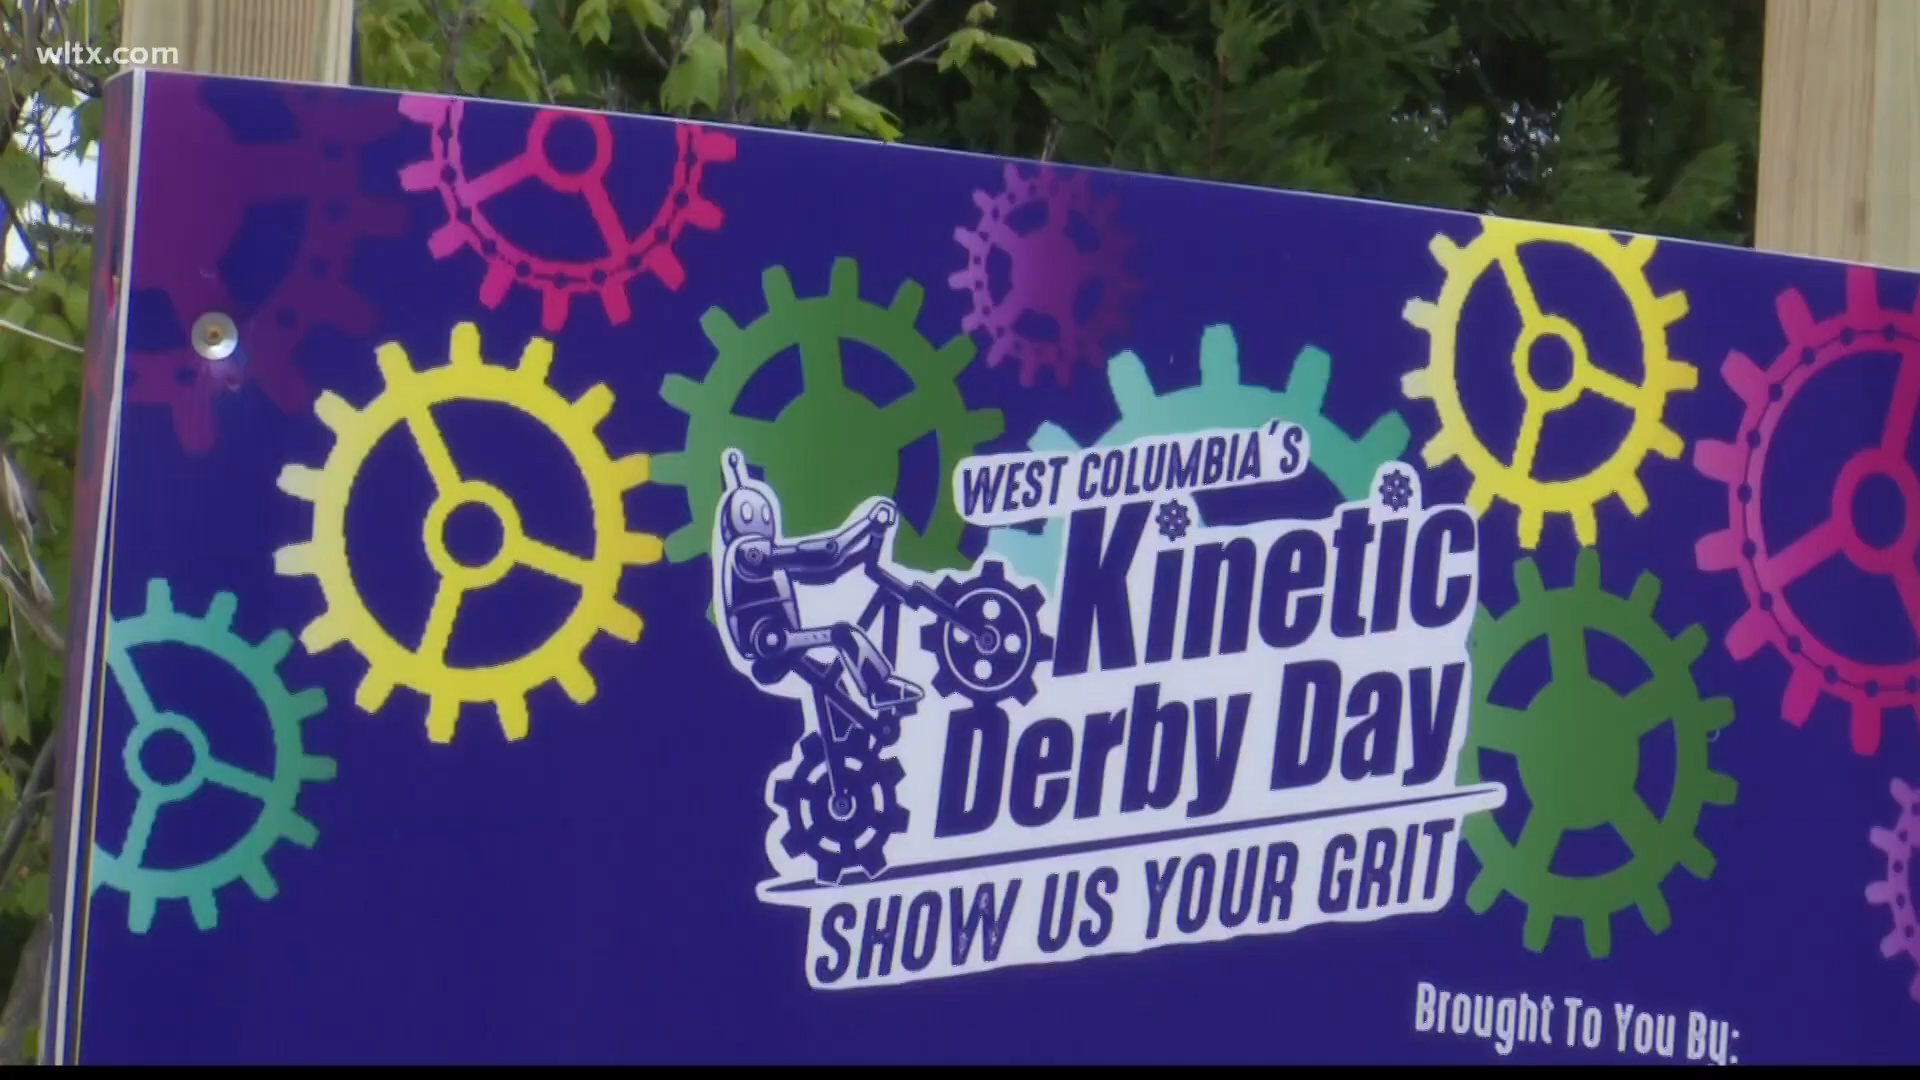 wltx.com
WEST COLUMBIA'S
Kinetic
Derby Day
SHOW US YOUR GRIT
Brought To You By: